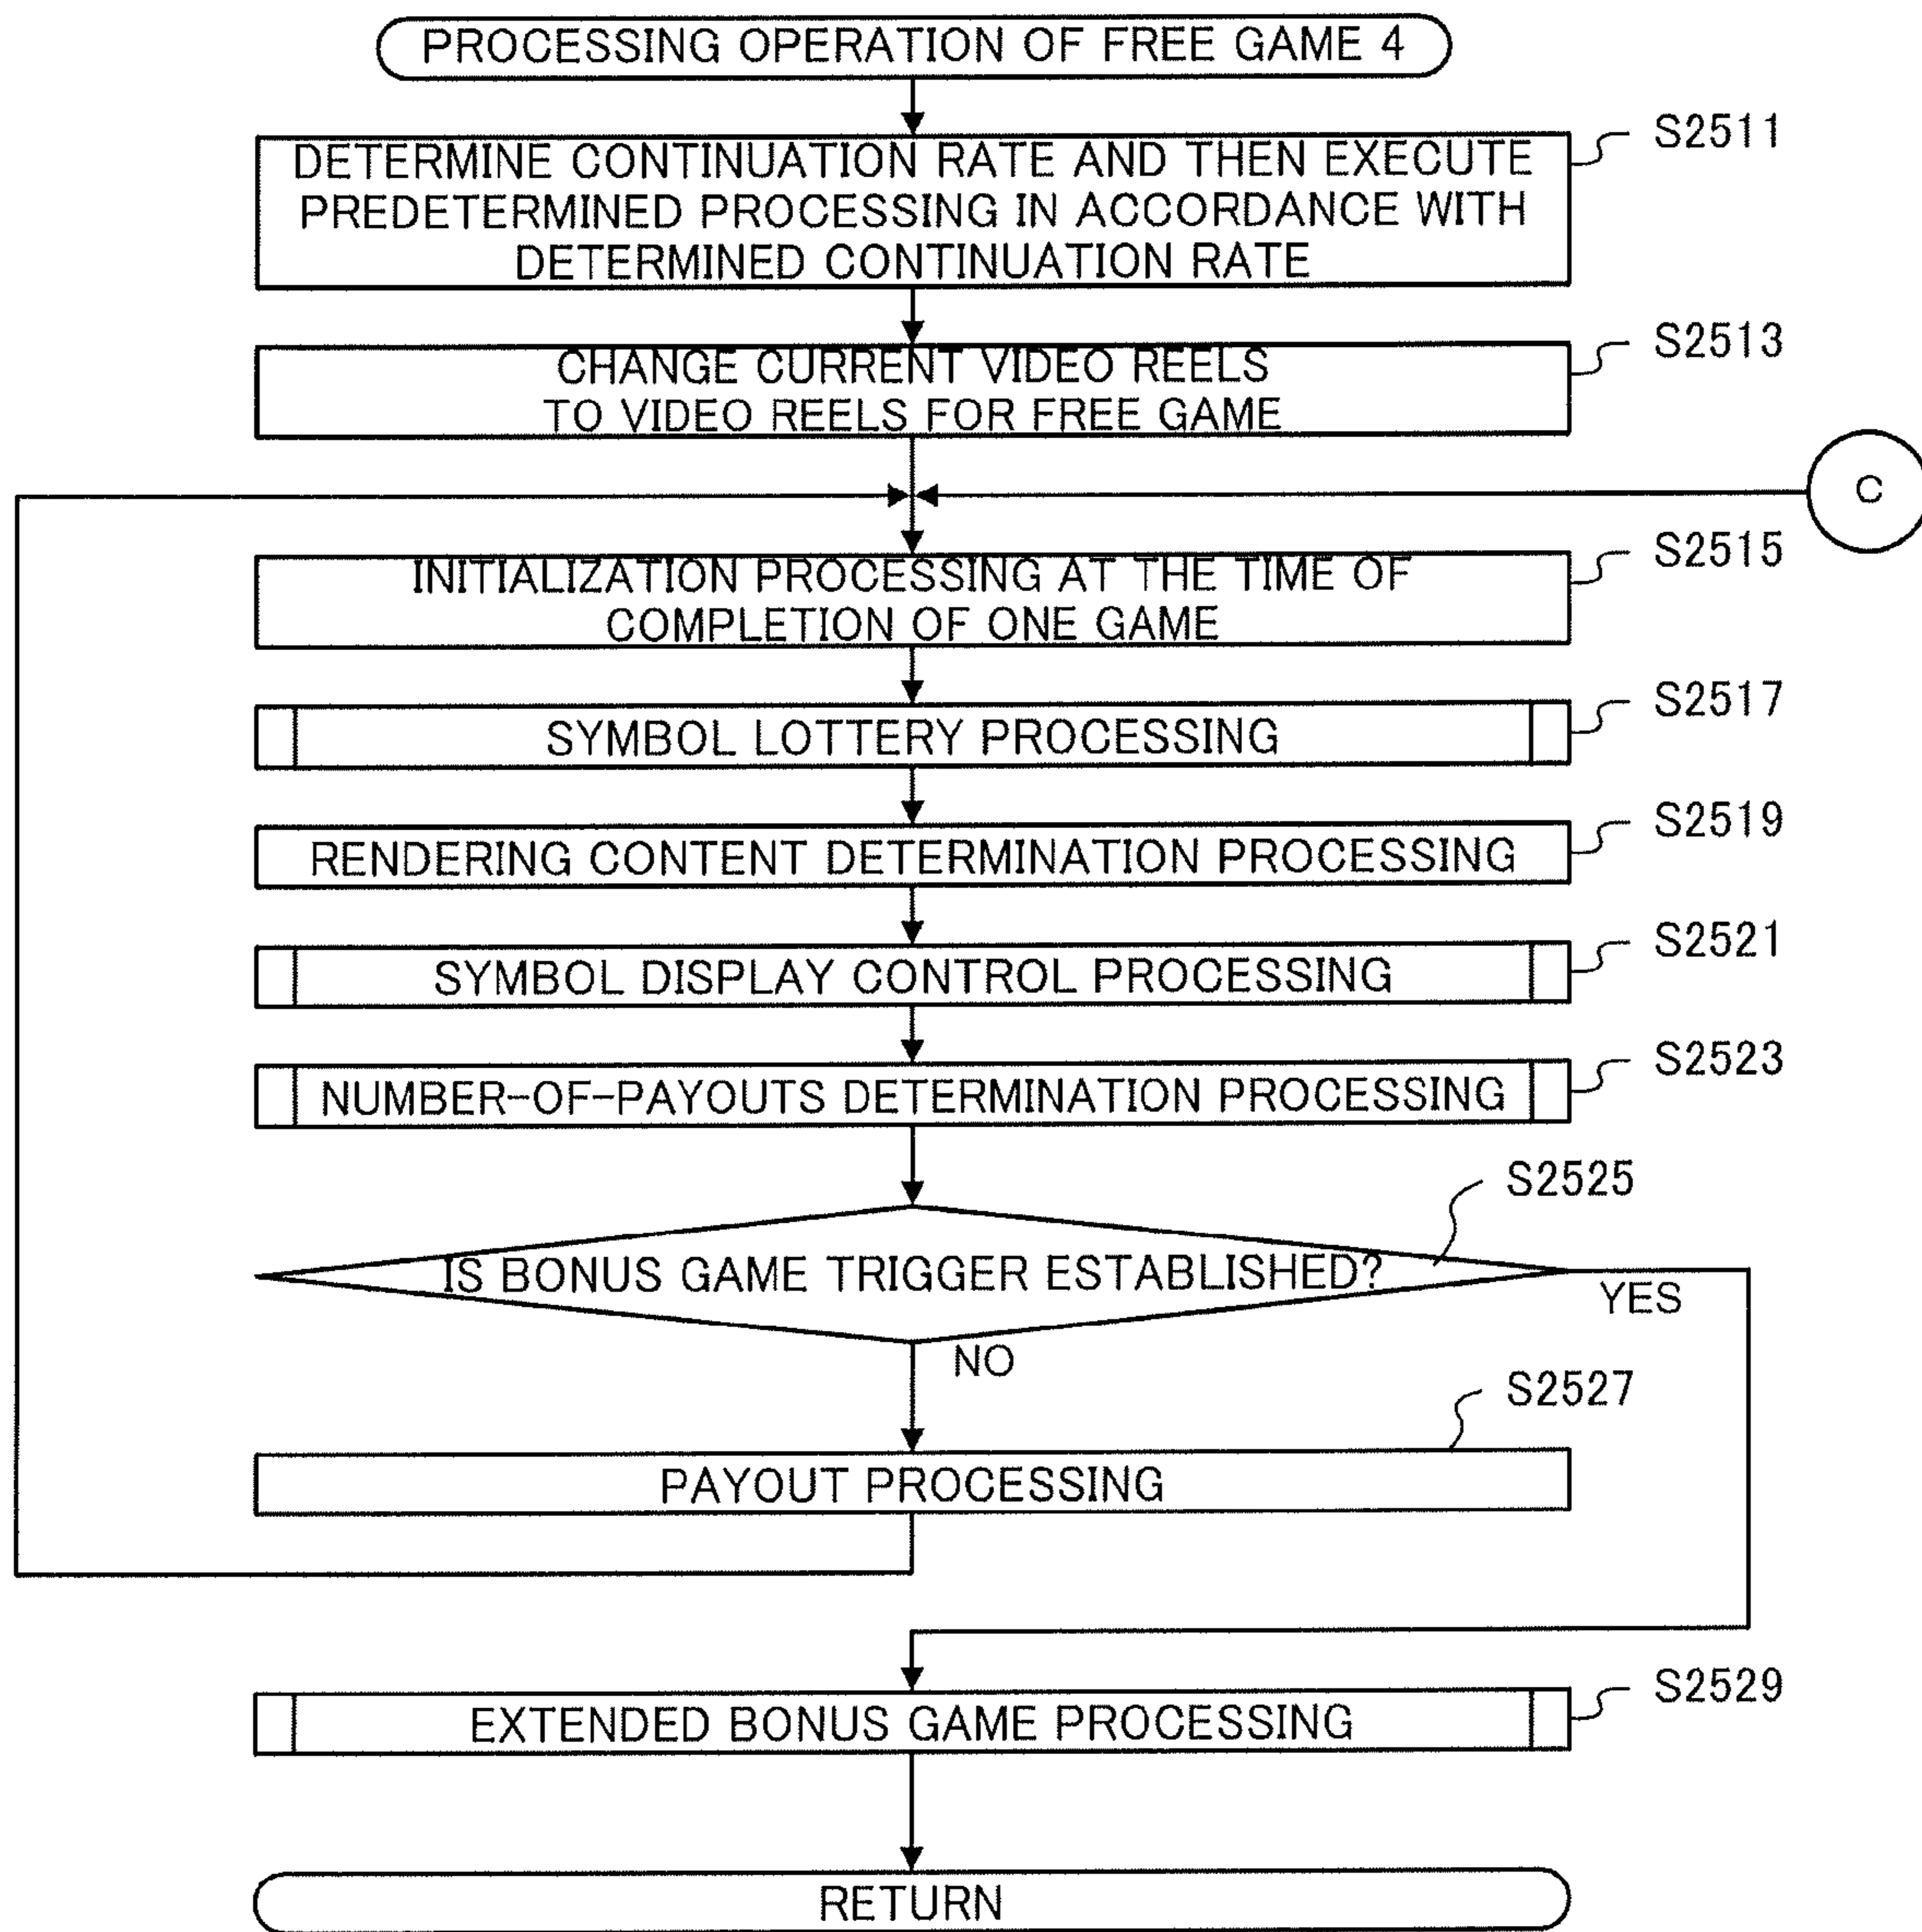 PROCESSING OPERATION OF FREE GAME 4
S2511
DETERMINE CONTINUATION RATE AND THEN EXECUTE
PREDETERMINED PROCESSING IN ACCORDANCE WITH
DETERMINED CONTINUATION RATE
S2513
CHANGE CURRENT VIDEO REELS
TO VIDEO REELS FOR FREE GAME
C
S2515
INITIALIZATION PROCESSING AT THE TIME OF
COMPLETION OF ONE GAME
S2517
SYMBOL LOTTERY PROCESSING
S2519
RENDERING CONTENT DETERMINATION PROCESSING
S2521
SYMBOL DISPLAY CONTROL PROCESSING
S2523
NUMBER-OF-PAYOUTS DETERMINATION PROCESSING
S2525
IS BONUS GAME TRIGGER ESTABLISHED?
YES
NO
S2527
PAYOUT PROCESSING
S2529
EXTENDED BONUS GAME PROCESSING
RETURN